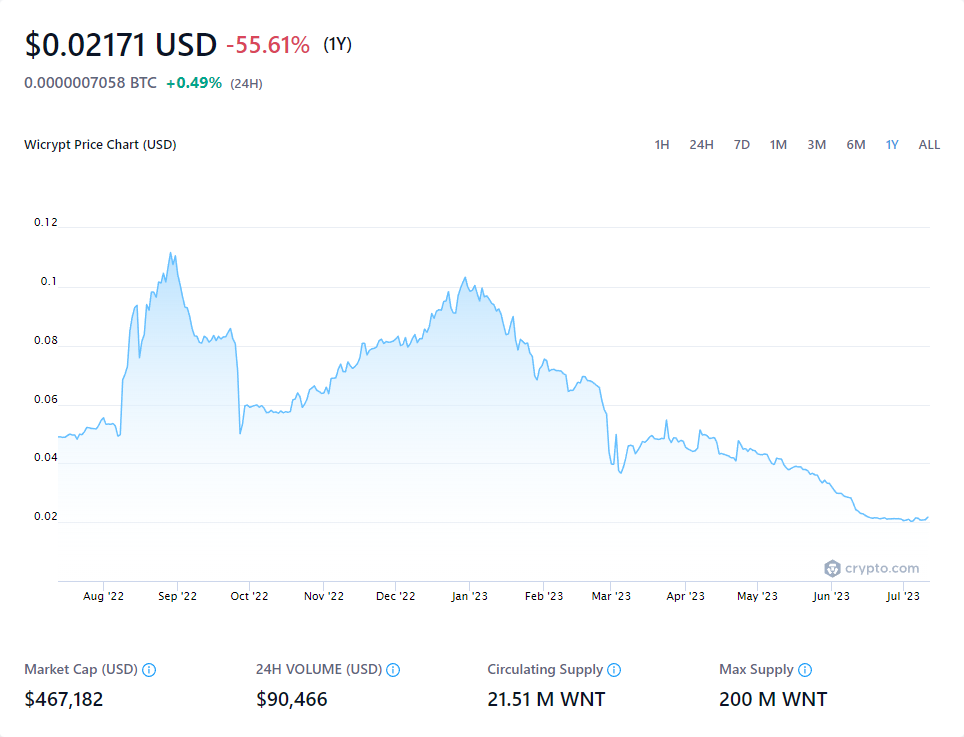 $0.02171 USD -55.61% (1Y)
0.0000007058 BTC +0.49% (24H)
Wicrypt Price Chart (USD) 1H 24H 7D 1M 3M 6M 1Y ALL
0.12
0.1
0.08
0.06
0.04
0.02
crypto.com
Aug '22 Sep '22 Oct '22 Nov '22 Dec '22 Jan '23 Feb '23 Mar '23 Apr '23 May '23 Jun '23 Jul '23
Market Cap (USD) 24H VOLUME (USD) Circulating Supply Max Supply
$467,182 $90,466 21.51 M WNT 200 M WNT